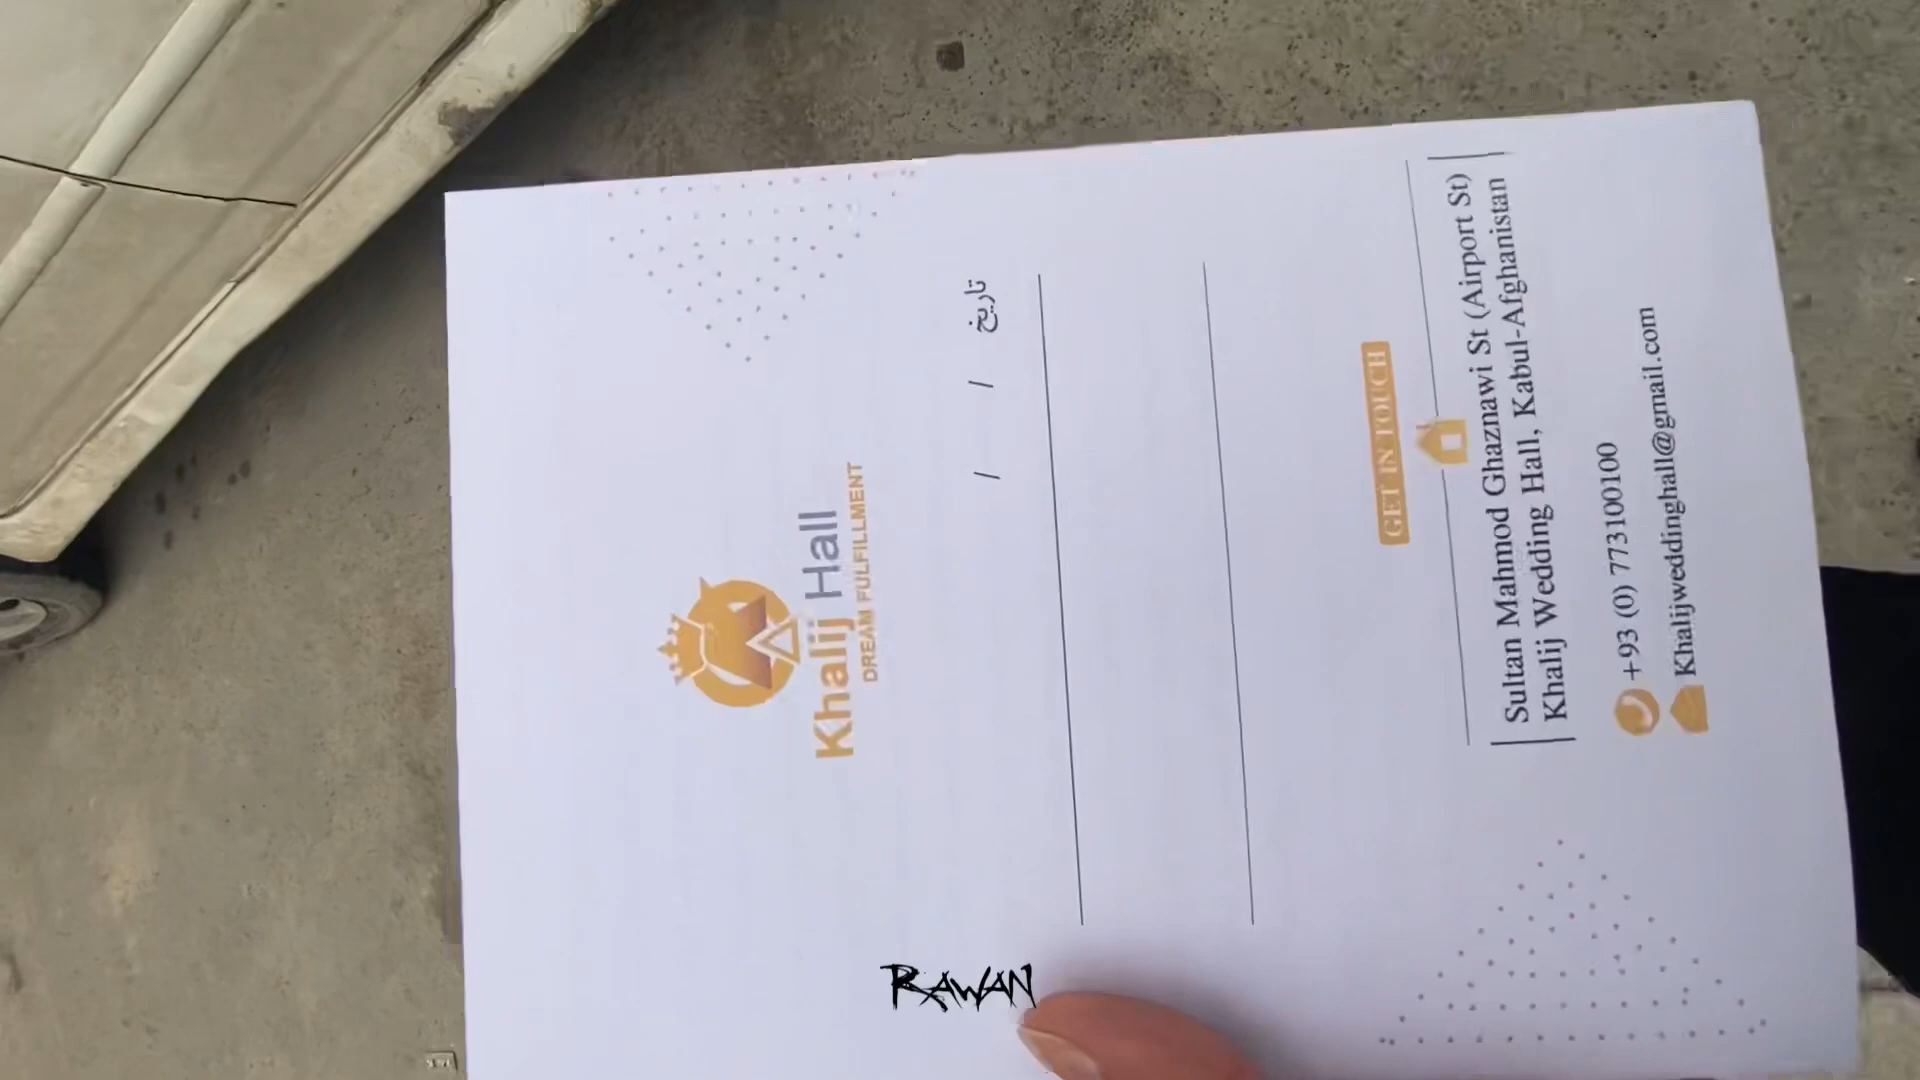 Khalij Hall
DREAM FULFILLMENT
تاریخ / /
GET IN TOUCH
Sultan Mahmod Ghaznawi St (Airport St)
Khalij Wedding Hall, Kabul-Afghanistan
+93 (0) 773100100
Khalijweddinghall@gmail.com
RAWAN